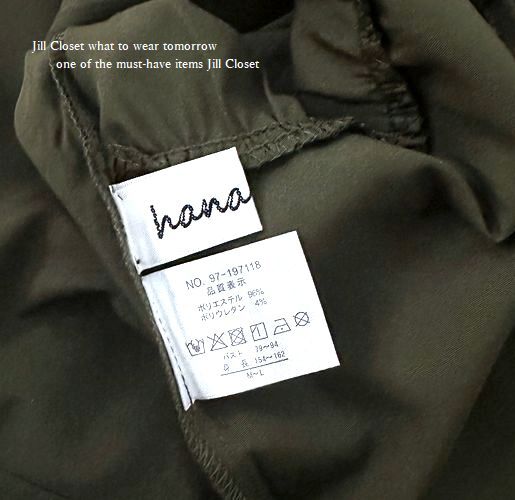 Jill Closet what to wear tomorrow
one of the must-have items Jill Closet
hana
NO. 97-197118
品質表示
ポリエステル 96%
ポリウレタン 4%
バスト 79~94
身長 154~162
M~L